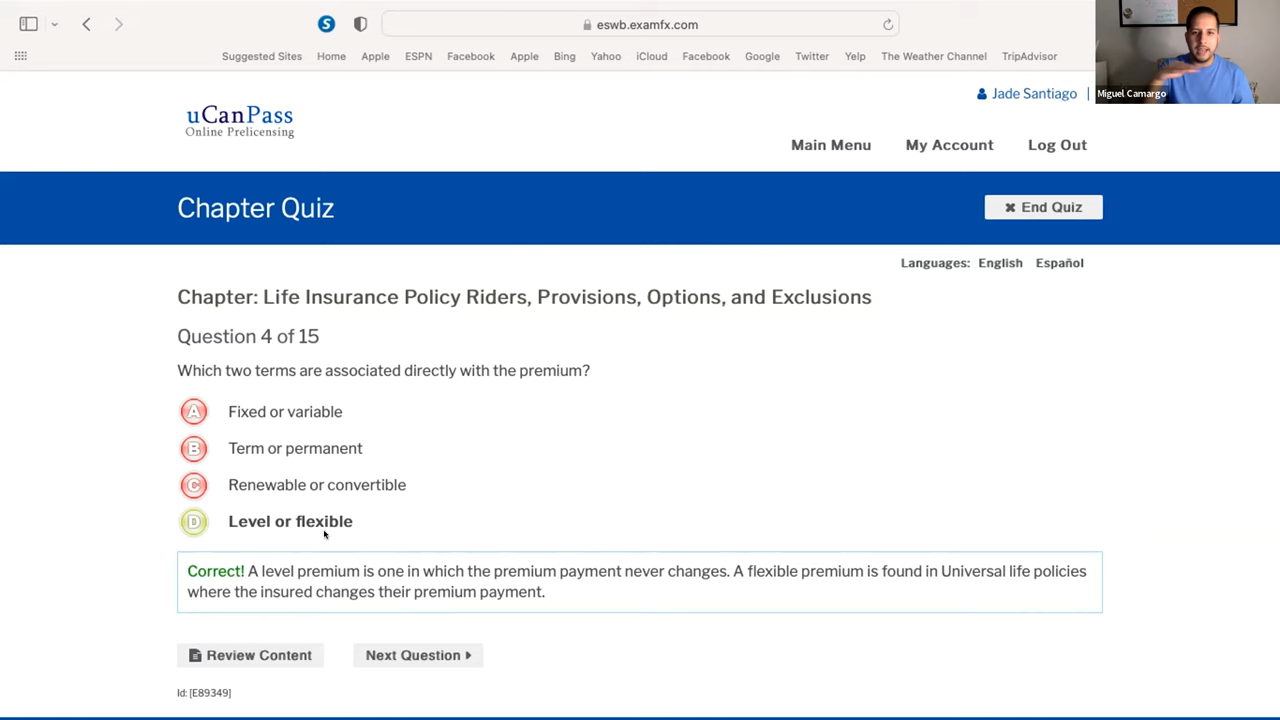 eswb.examfx.com
Suggested Sites Home Apple ESPN Facebook Apple Bing Yahoo iCloud Facebook Google Twitter Yelp The Weather Channel TripAdvisor
Miguel Camargo
Jade Santiago |
uCanPass
Online Prelicensing
Main Menu My Account Log Out
Chapter Quiz
✖ End Quiz
Languages: English Español
Chapter: Life Insurance Policy Riders, Provisions, Options, and Exclusions
Question 4 of 15
Which two terms are associated directly with the premium?
A Fixed or variable
B Term or permanent
C Renewable or convertible
D Level or flexible
Correct! A level premium is one in which the premium payment never changes. A flexible premium is found in Universal life policies
where the insured changes their premium payment.
Review Content Next Question
Id: [E89349]